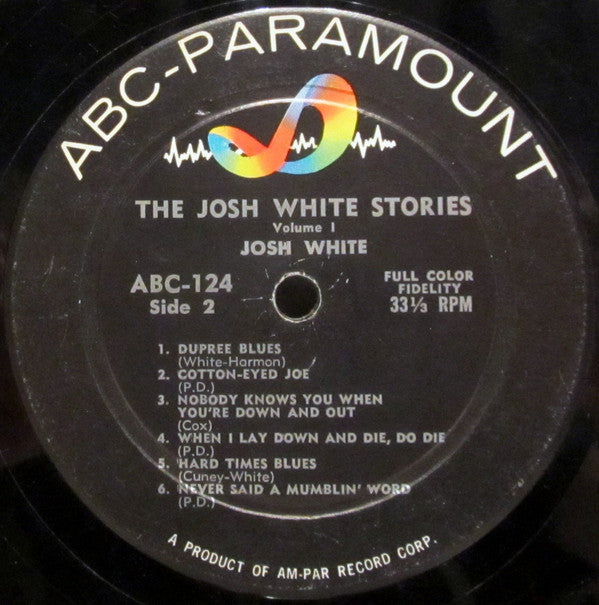 ABC-PARAMOUNT
THE JOSH WHITE STORIES
Volume 1
JOSH WHITE
ABC-124
Side 2
FULL COLOR
FIDELITY
33⅓ RPM
1. DUPREE BLUES
(White-Harmon)
2. COTTON-EYED JOE
(P.D.)
3. NOBODY KNOWS YOU WHEN
YOU'RE DOWN AND OUT
(Cox)
4. WHEN I LAY DOWN AND DIE, DO DIE
(P.D.)
5. HARD TIMES BLUES
(Cuney-White)
6. NEVER SAID A MUMBLIN' WORD
(P.D.)
A PRODUCT OF AM-PAR RECORD CORP.